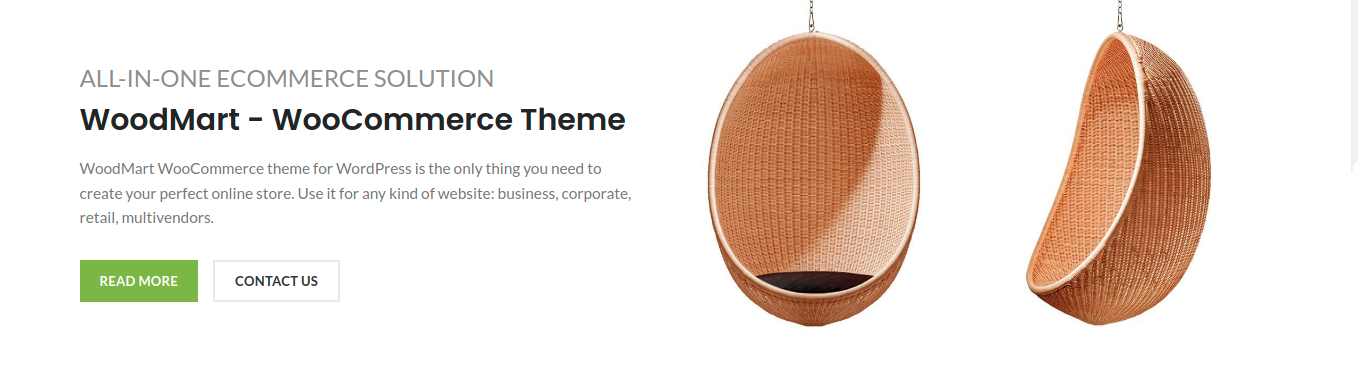 ALL-IN-ONE ECOMMERCE SOLUTION
WoodMart - WooCommerce Theme
WoodMart WooCommerce theme for WordPress is the only thing you need to
create your perfect online store. Use it for any kind of website: business, corporate,
retail, multivendors.
READ MORE
CONTACT US